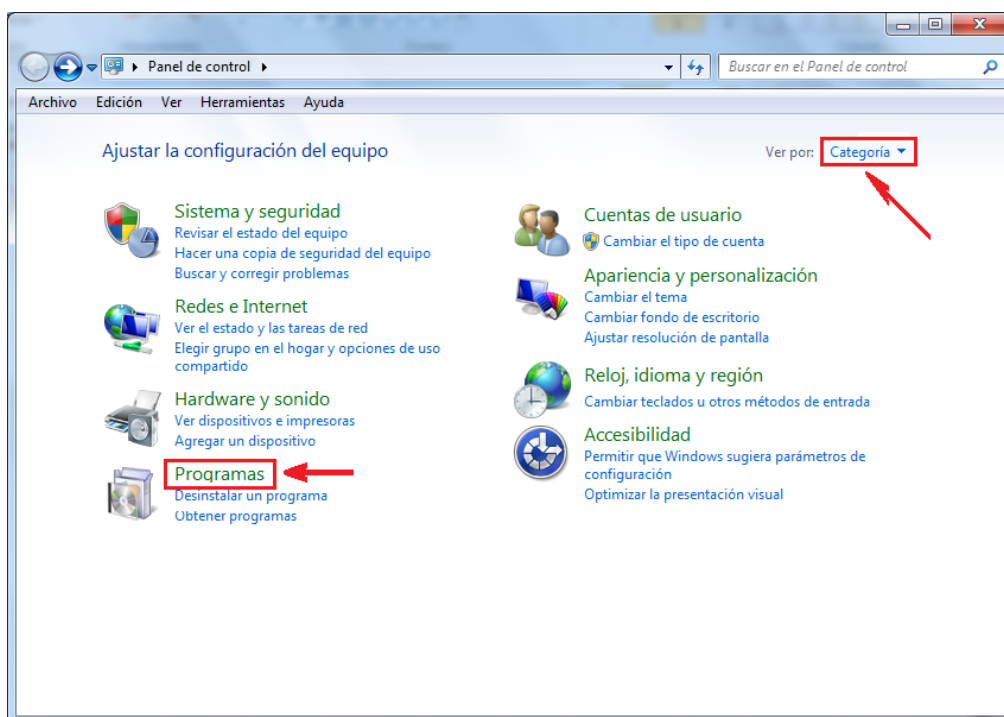 Panel de control
Buscar en el Panel de control
Archivo Edición Ver Herramientas Ayuda
Ajustar la configuración del equipo
Ver por: Categoría
Sistema y seguridad
Revisar el estado del equipo
Hacer una copia de seguridad del equipo
Buscar y corregir problemas
Redes e Internet
Ver el estado y las tareas de red
Elegir grupo en el hogar y opciones de uso
compartido
Hardware y sonido
Ver dispositivos e impresoras
Agregar un dispositivo
Programas
Desinstalar un programa
Obtener programas
Cuentas de usuario
Cambiar el tipo de cuenta
Apariencia y personalización
Cambiar el tema
Cambiar fondo de escritorio
Ajustar resolución de pantalla
Reloj, idioma y región
Cambiar teclados u otros métodos de entrada
Accesibilidad
Permitir que Windows sugiera parámetros de
configuración
Optimizar la presentación visual